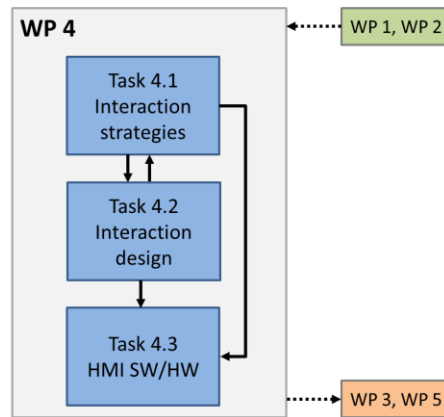 WP 4
WP 1, WP 2
Task 4.1
Interaction
strategies
Task 4.2
Interaction
design
Task 4.3
HMI SW/HW
WP 3, WP 5